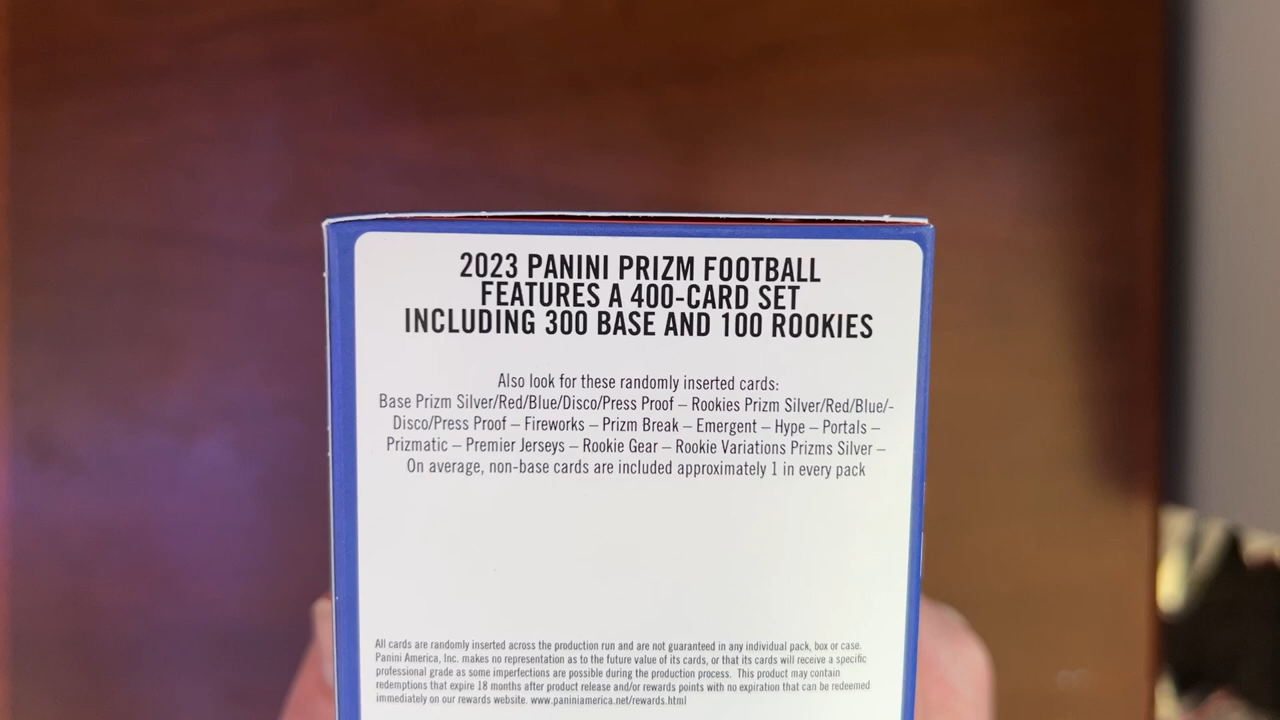 2023 PANINI PRIZM FOOTBALL
FEATURES A 400-CARD SET
INCLUDING 300 BASE AND 100 ROOKIES
Also look for these randomly inserted cards:
Base Prizm Silver/Red/Blue/Disco/Press Proof – Rookies Prizm Silver/Red/Blue/-
Disco/Press Proof – Fireworks – Prizm Break – Emergent – Hype – Portals –
Prizmatic – Premier Jerseys – Rookie Gear – Rookie Variations Prizms Silver –
On average, non-base cards are included approximately 1 in every pack
All cards are randomly inserted across the production run and are not guaranteed in any individual pack, box or case.
Panini America, Inc. makes no representation as to the future value of its cards, or that its cards will receive a specific
professional grade as some imperfections are possible during the production process. This product may contain
redemptions that expire 18 months after product release and/or rewards points with no expiration that can be redeemed
immediately on our rewards website. www.paniniamerica.net/rewards.html